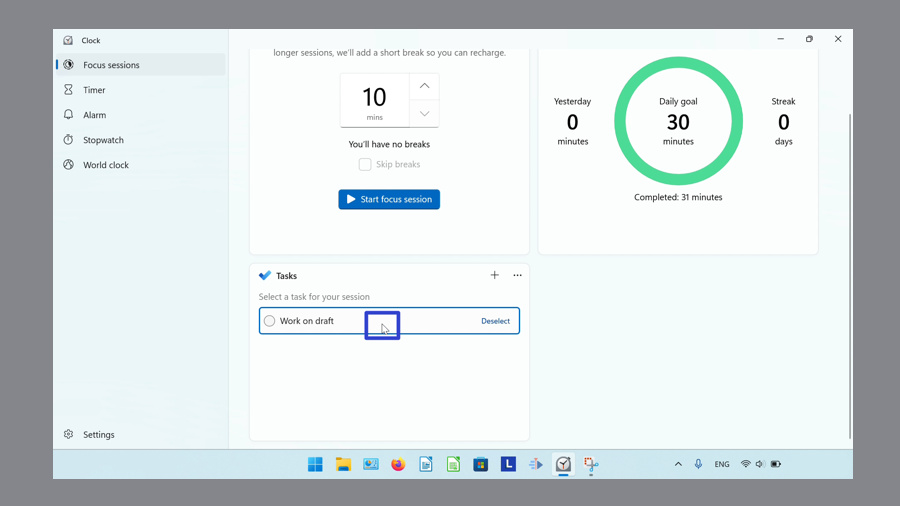 Clock
Focus sessions
Timer
Alarm
Stopwatch
World clock
Settings
longer sessions, we'll add a short break so you can recharge.
10
mins
You'll have no breaks
Skip breaks
Start focus session
Yesterday
0
minutes
Daily goal
30
minutes
Streak
0
days
Completed: 31 minutes
Tasks
Select a task for your session
Work on draft Deselect
L
ENG